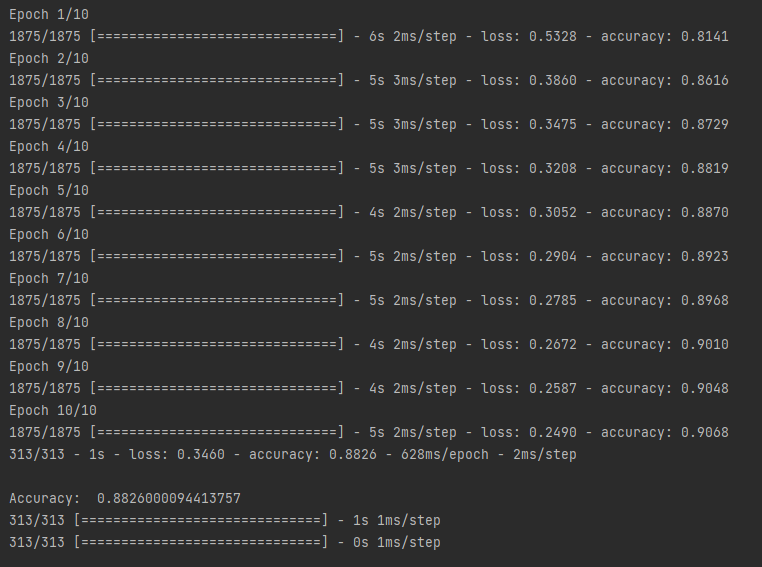 Epoch 1/10
1875/1875 [==============================] - 6s 2ms/step - loss: 0.5328 - accuracy: 0.8141
Epoch 2/10
1875/1875 [==============================] - 5s 3ms/step - loss: 0.3860 - accuracy: 0.8616
Epoch 3/10
1875/1875 [==============================] - 5s 3ms/step - loss: 0.3475 - accuracy: 0.8729
Epoch 4/10
1875/1875 [==============================] - 5s 3ms/step - loss: 0.3208 - accuracy: 0.8819
Epoch 5/10
1875/1875 [==============================] - 4s 2ms/step - loss: 0.3052 - accuracy: 0.8870
Epoch 6/10
1875/1875 [==============================] - 5s 2ms/step - loss: 0.2904 - accuracy: 0.8923
Epoch 7/10
1875/1875 [==============================] - 5s 2ms/step - loss: 0.2785 - accuracy: 0.8968
Epoch 8/10
1875/1875 [==============================] - 4s 2ms/step - loss: 0.2672 - accuracy: 0.9010
Epoch 9/10
1875/1875 [==============================] - 4s 2ms/step - loss: 0.2587 - accuracy: 0.9048
Epoch 10/10
1875/1875 [==============================] - 5s 2ms/step - loss: 0.2490 - accuracy: 0.9068
313/313 - 1s - loss: 0.3460 - accuracy: 0.8826 - 628ms/epoch - 2ms/step

Accuracy:  0.8826000094413757
313/313 [==============================] - 1s 1ms/step
313/313 [==============================] - 0s 1ms/step